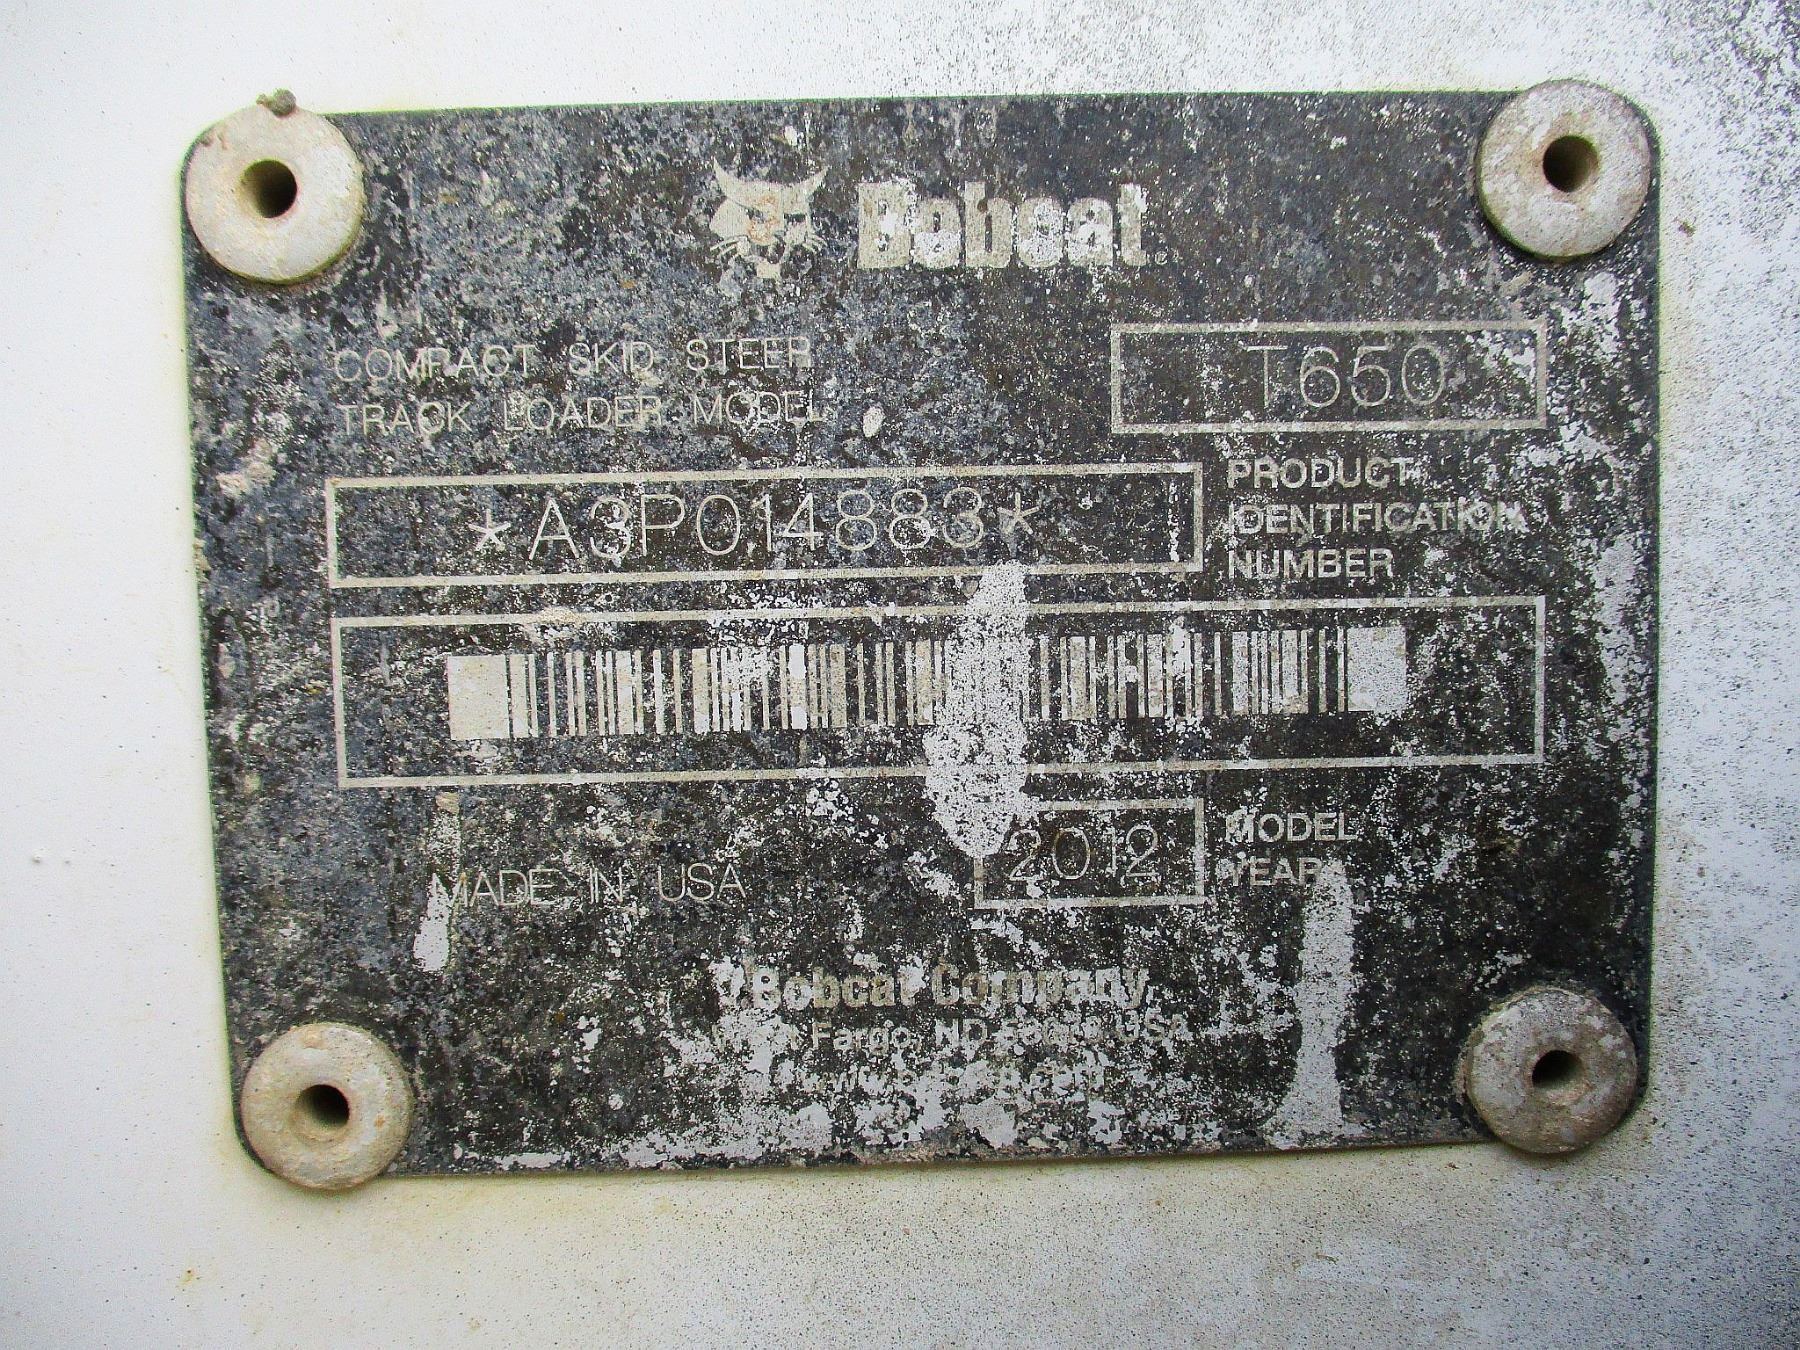 Bobcat
COMPACT SKID STEER
TRACK LOADER MODEL
T650
*A3P014883*
PRODUCT
IDENTIFICATION
NUMBER
MADE IN USA
2012
MODEL
YEAR
Bobcat Company
Fargo, ND USA